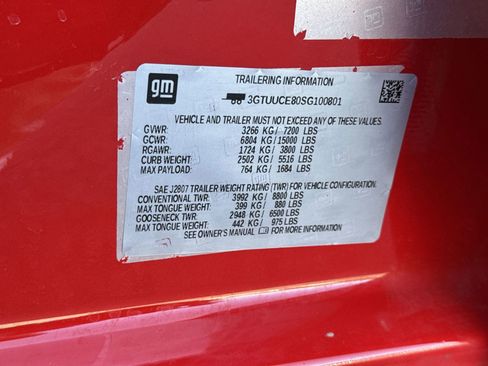 gm
TRAILERING INFORMATION
3GTUUCE80SG100801
VEHICLE AND TRAILER MUST NOT EXCEED ANY OF THESE WEIGHTS.
GVWR: 3266 KG/ 7200 LBS
GCWR: 6804 KG/15000 LBS
RGAWR: 1724 KG/ 3800 LBS
CURB WEIGHT: 2502 KG/ 5516 LBS
MAX PAYLOAD: 764 KG/ 1684 LBS
SAE J2807 TRAILER WEIGHT RATING (TWR) FOR VEHICLE CONFIGURATION.
CONVENTIONAL TWR: 3992 KG/ 8800 LBS
MAX TONGUE WEIGHT: 399 KG/ 880 LBS
GOOSENECK TWR: 2948 KG/ 6500 LBS
MAX TONGUE WEIGHT: 442 KG/ 975 LBS
SEE OWNER'S MANUAL FOR MORE INFORMATION